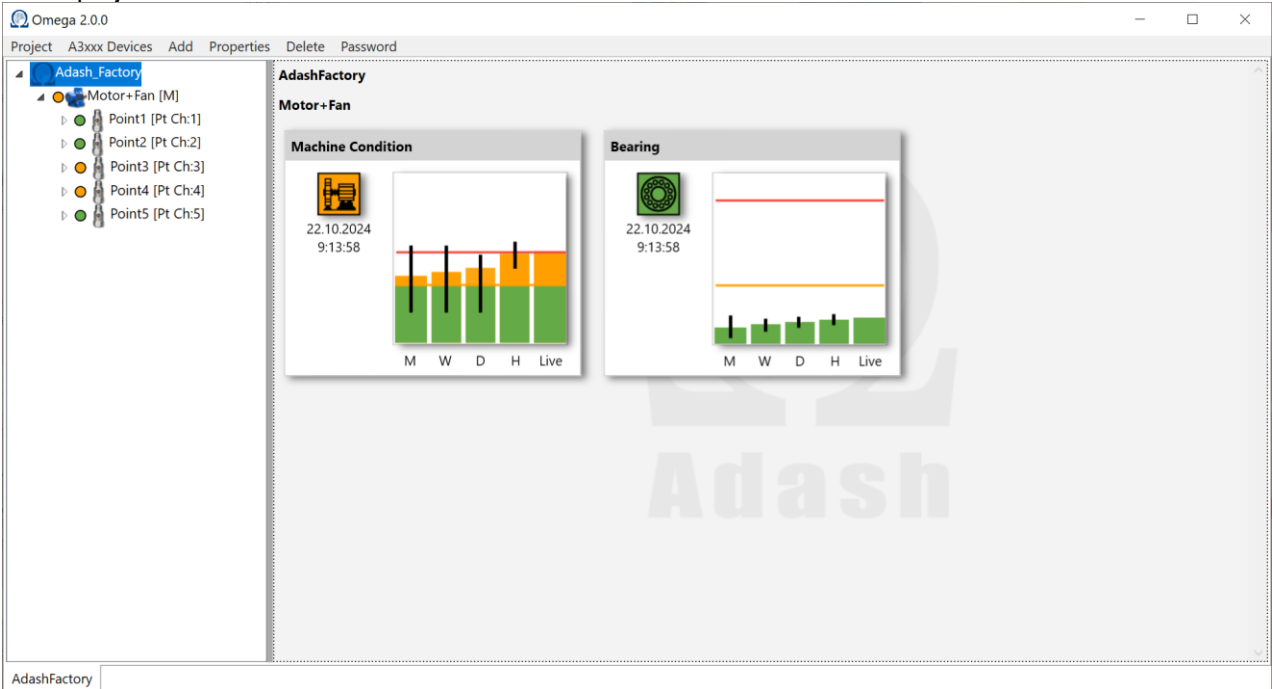 Omega 2.0.0
Project A3xxx Devices Add Properties Delete Password
Adash_Factory
Motor+Fan [M]
Point1 [Pt Ch:1]
Point2 [Pt Ch:2]
Point3 [Pt Ch:3]
Point4 [Pt Ch:4]
Point5 [Pt Ch:5]
AdashFactory
Motor+Fan
Machine Condition
22.10.2024
9:13:58
M W D H Live
Bearing
22.10.2024
9:13:58
M W D H Live
Adash
AdashFactory